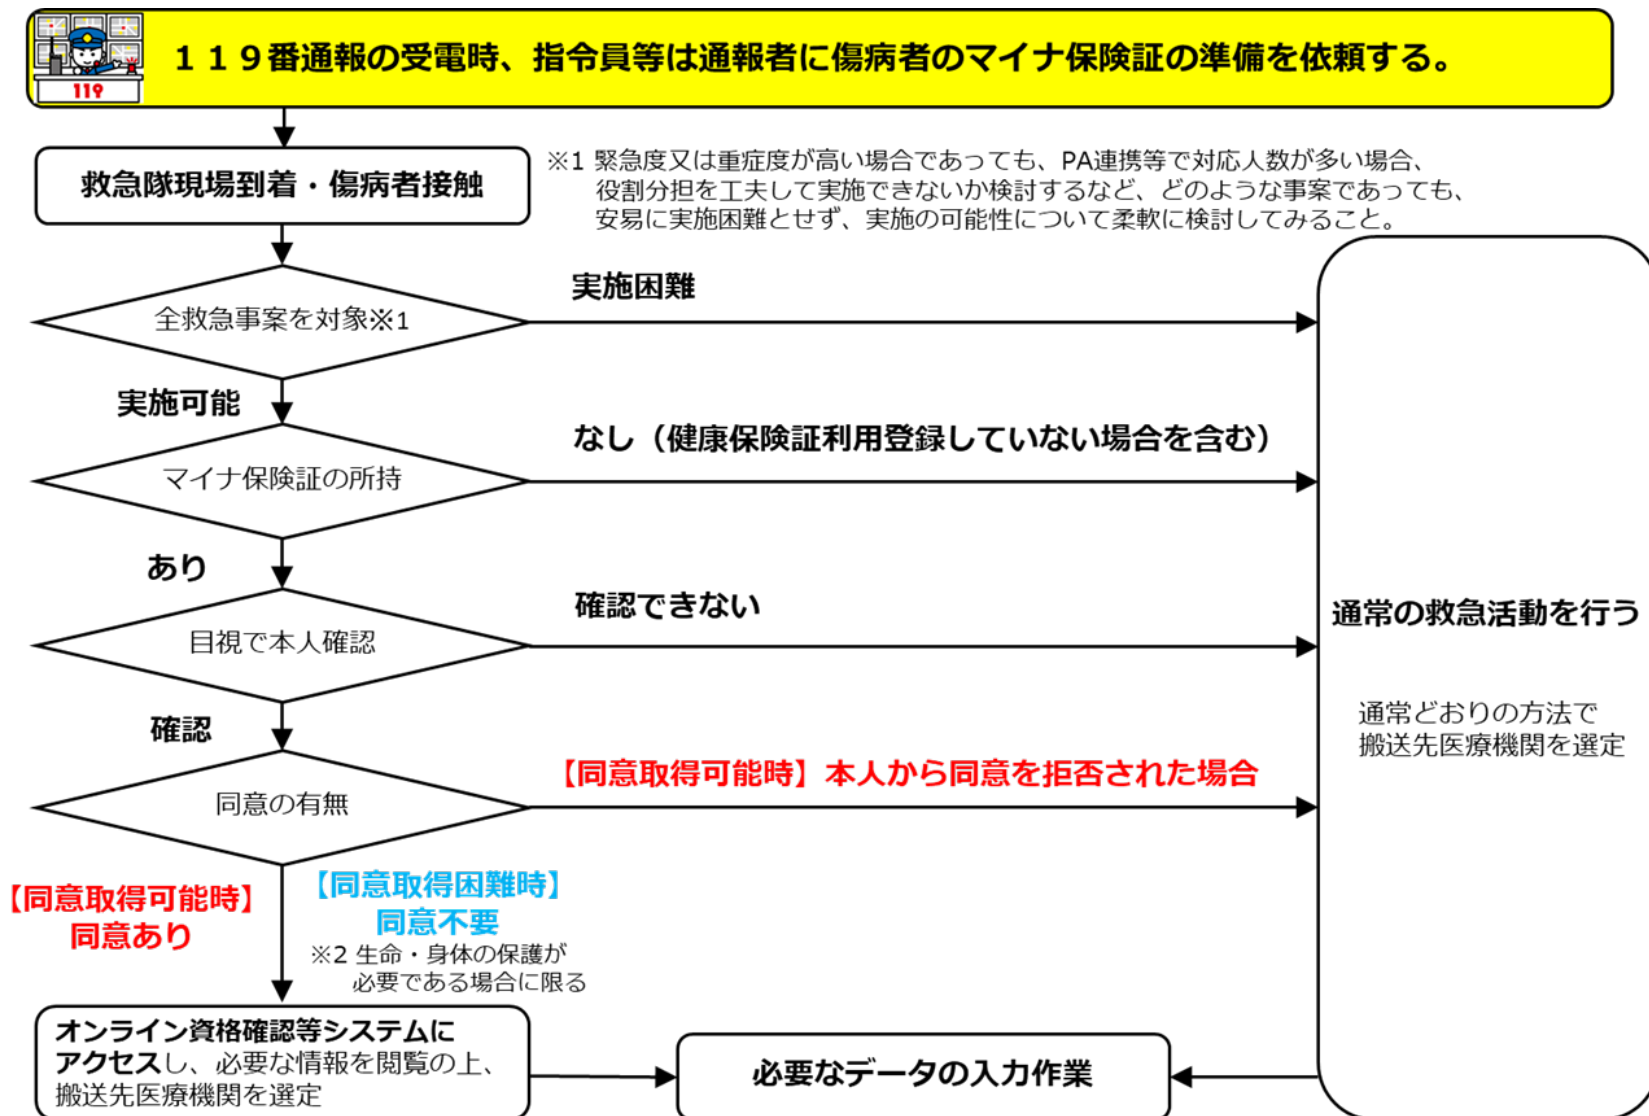 119
119番通報の受電時、指令員等は通報者に傷病者のマイナ保険証の準備を依頼する。
救急隊現場到着・傷病者接触
※1 緊急度又は重症度が高い場合であっても、PA連携等で対応人数が多い場合、
役割分担を工夫して実施できないか検討するなど、どのような事案であっても、
安易に実施困難とせず、実施の可能性について柔軟に検討してみること。
全救急事案を対象※1
実施困難
実施可能
マイナ保険証の所持
なし（健康保険証利用登録していない場合を含む）
あり
目視で本人確認
確認できない
確認
同意の有無
【同意取得可能時】本人から同意を拒否された場合
通常の救急活動を行う
通常どおりの方法で
搬送先医療機関を選定
【同意取得可能時】
同意あり
【同意取得困難時】
同意不要
※2 生命・身体の保護が
必要である場合に限る
オンライン資格確認等システムに
アクセスし、必要な情報を閲覧の上、
搬送先医療機関を選定
必要なデータの入力作業